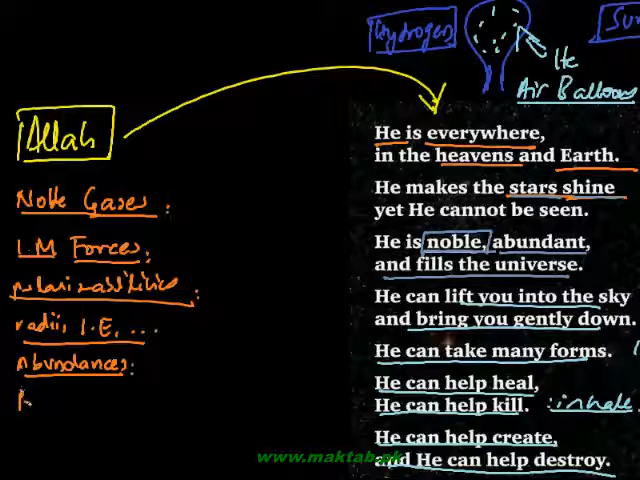 Hydrogen
Sun
He
Air Balloons
Allah
Noble Gases :
I.M Forces :
polarizabilities :
radii, I.E, ...
Abundances :
He is everywhere,
in the heavens and Earth.
He makes the stars shine
yet He cannot be seen.
He is noble, abundant,
and fills the universe.
He can lift you into the sky
and bring you gently down.
He can take many forms.
He can help heal,
He can help kill. : inhale
He can help create,
and He can help destroy.
www.maktab.pk